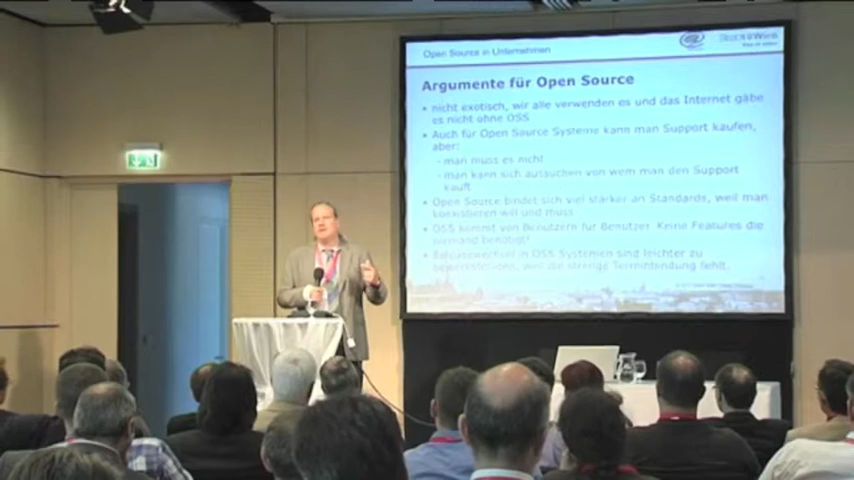 Open Source in Unternehmen
Argumente für Open Source
• nicht exotisch, wir alle verwenden es und das Internet gäbe
es nicht ohne OSS
• Auch für Open Source Systeme kann man Support kaufen,
aber:
- man muss es nicht
- man kann sich aussuchen von wem man den Support
kauft
• Open Source bindet sich viel stärker an Standards, weil man
koexistieren will und muss
• OSS kommt von Benutzern für Benutzer. Keine Features die
niemand benötigt!
• Releasewechsel in OSS Systemen sind leichter zu
bewerkstelligen, weil die strenge Terminbindung fehlt.